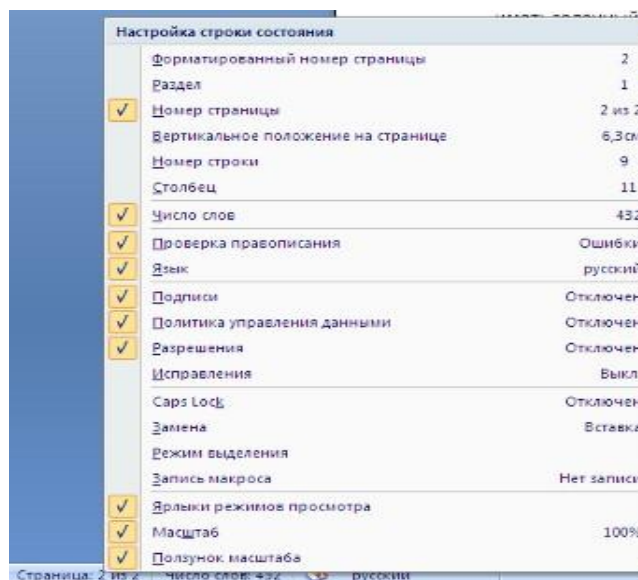 Настройка строки состояния
Форматированный номер страницы 2
Раздел 1
Номер страницы 2 из 2
Вертикальное положение на странице 6,3см
Номер строки 9
Столбец 11
Число слов 432
Проверка правописания Ошибки
Язык русский
Подписи Отключен
Политика управления данными Отключен
Разрешения Отключен
Исправления Выкл
Caps Lock Отключен
Замена Вставка
Режим выделения
Запись макроса Нет записи
Ярлыки режимов просмотра
Масштаб 100%
Ползунок масштаба
Страница: 2 из 2 Число слов: 432 русский